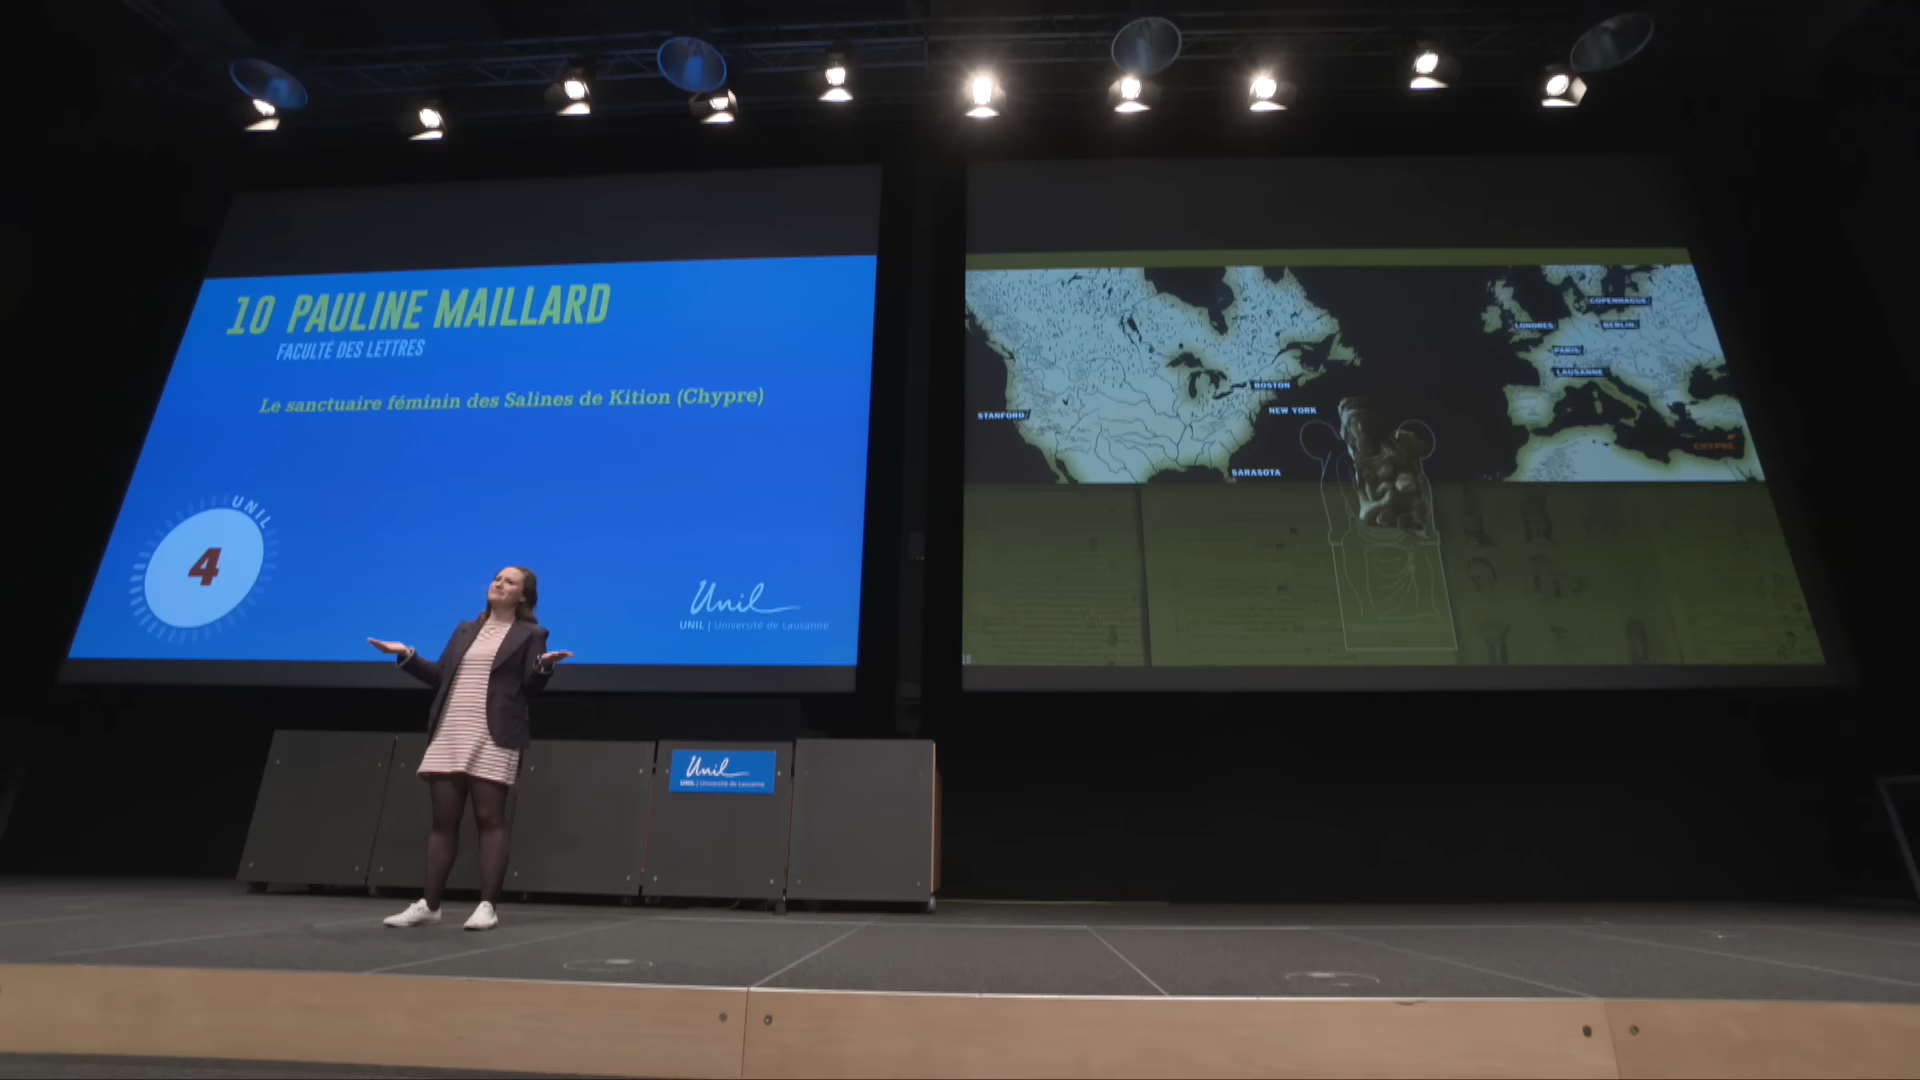 10 PAULINE MAILLARD
FACULTÉ DES LETTRES
Le sanctuaire féminin des Salines de Kition (Chypre)
UNIL
4
Unil
UNIL | Université de Lausanne
COPENHAGUE
LONDRES
BERLIN
PARIS
LAUSANNE
BOSTON
STANFORD
NEW YORK
CHYPRE
SARASOTA
Unil
UNIL | Université de Lausanne